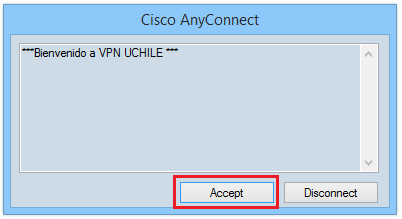 Cisco AnyConnect
***Bienvenido a VPN UCHILE ***
Accept
Disconnect